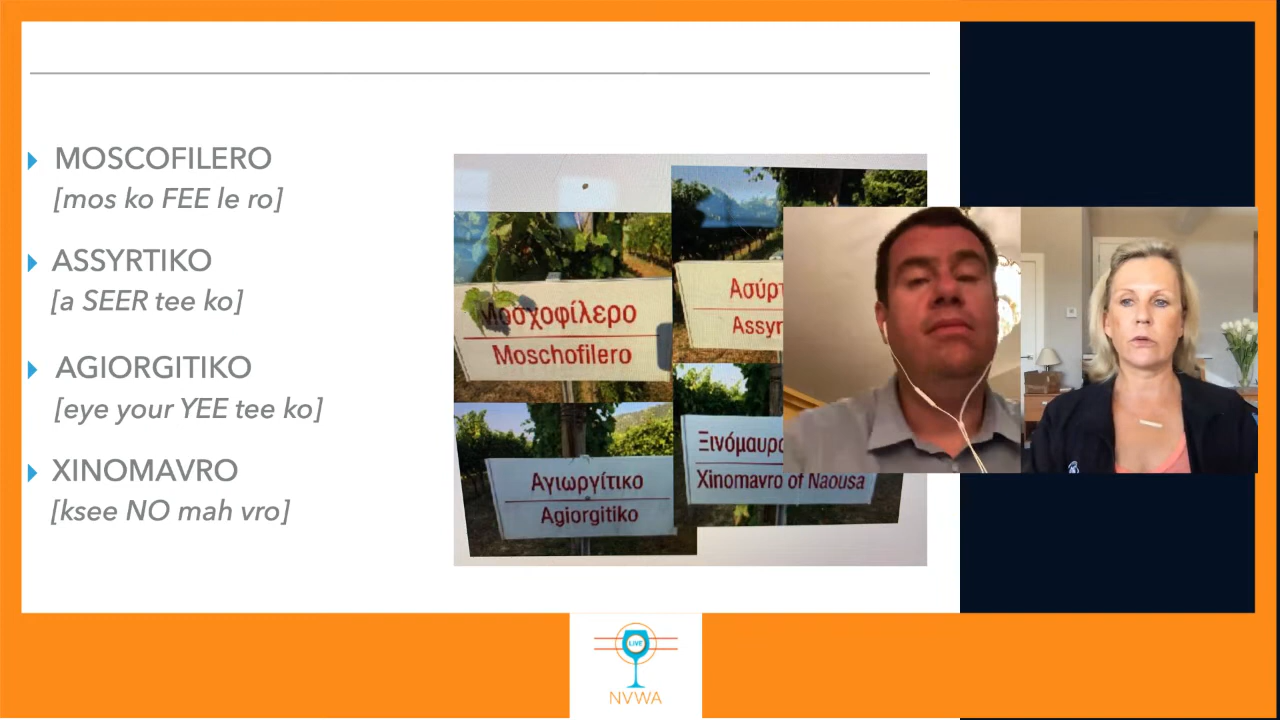 MOSCOFILERO
[mos ko FEE le ro]
ASSYRTIKO
[a SEER tee ko]
AGIORGITIKO
[eye your YEE tee ko]
XINOMAVRO
[ksee NO mah vro]
Μοσχοφίλερο
Moschofilero
Ασύρτ
Assyr
Αγιωργίτικο
Agiorgitiko
Ξινόμαυρο
Xinomavro of Naousa
LIVE
NVWA